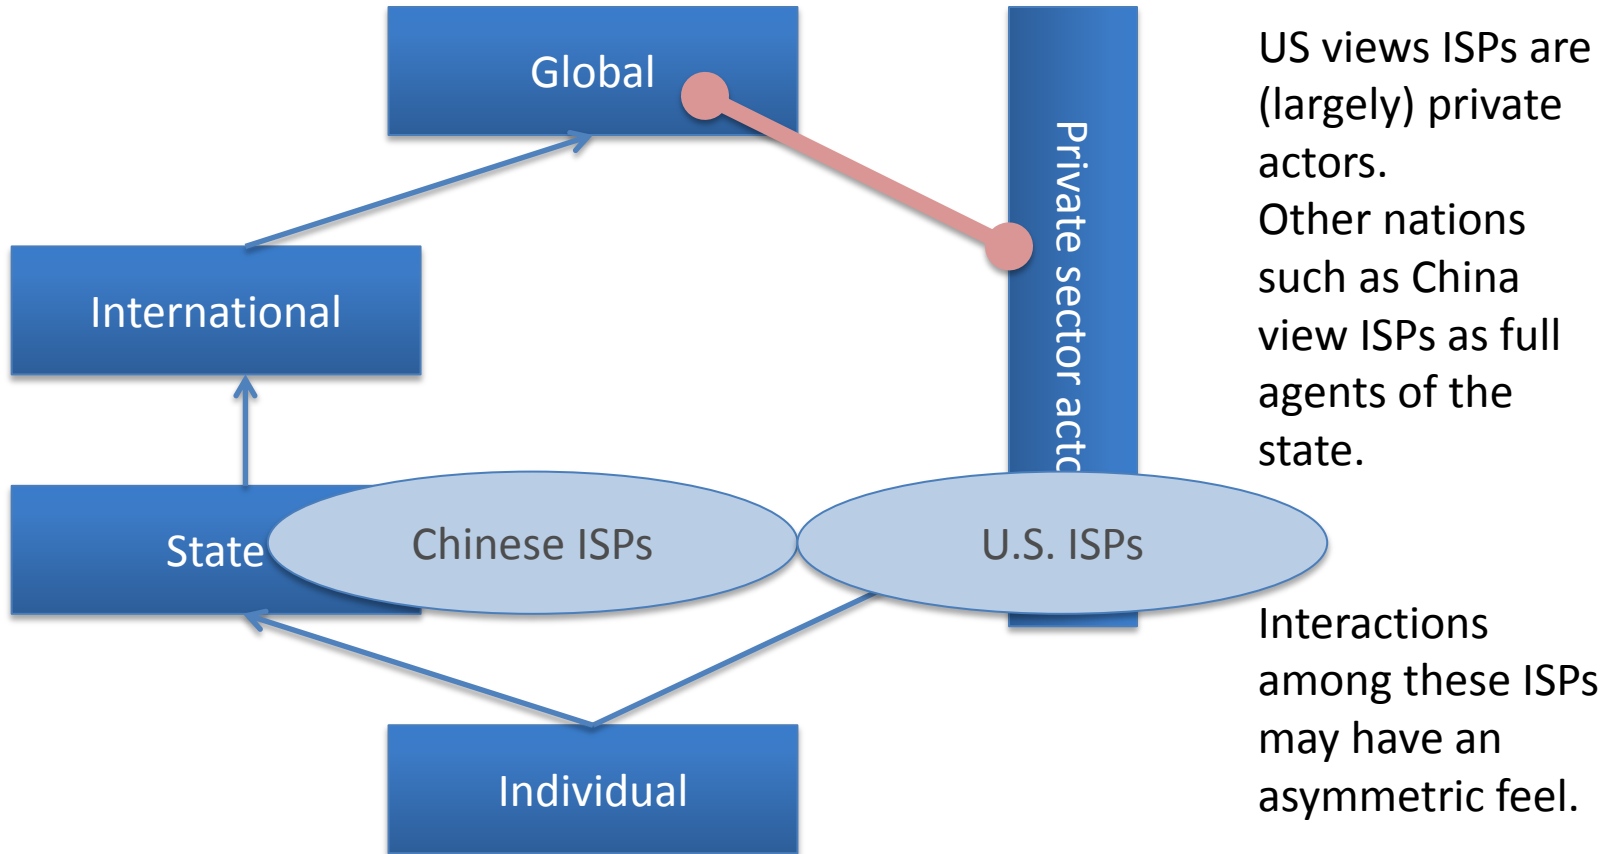 Global
US views ISPs are
(largely) private
actors.
Other nations
such as China
view ISPs as full
agents of the
state.
Private sector acto
International
State
Chinese ISPs
U.S. ISPs
Interactions
among these ISPs
may have an
asymmetric feel.
Individual